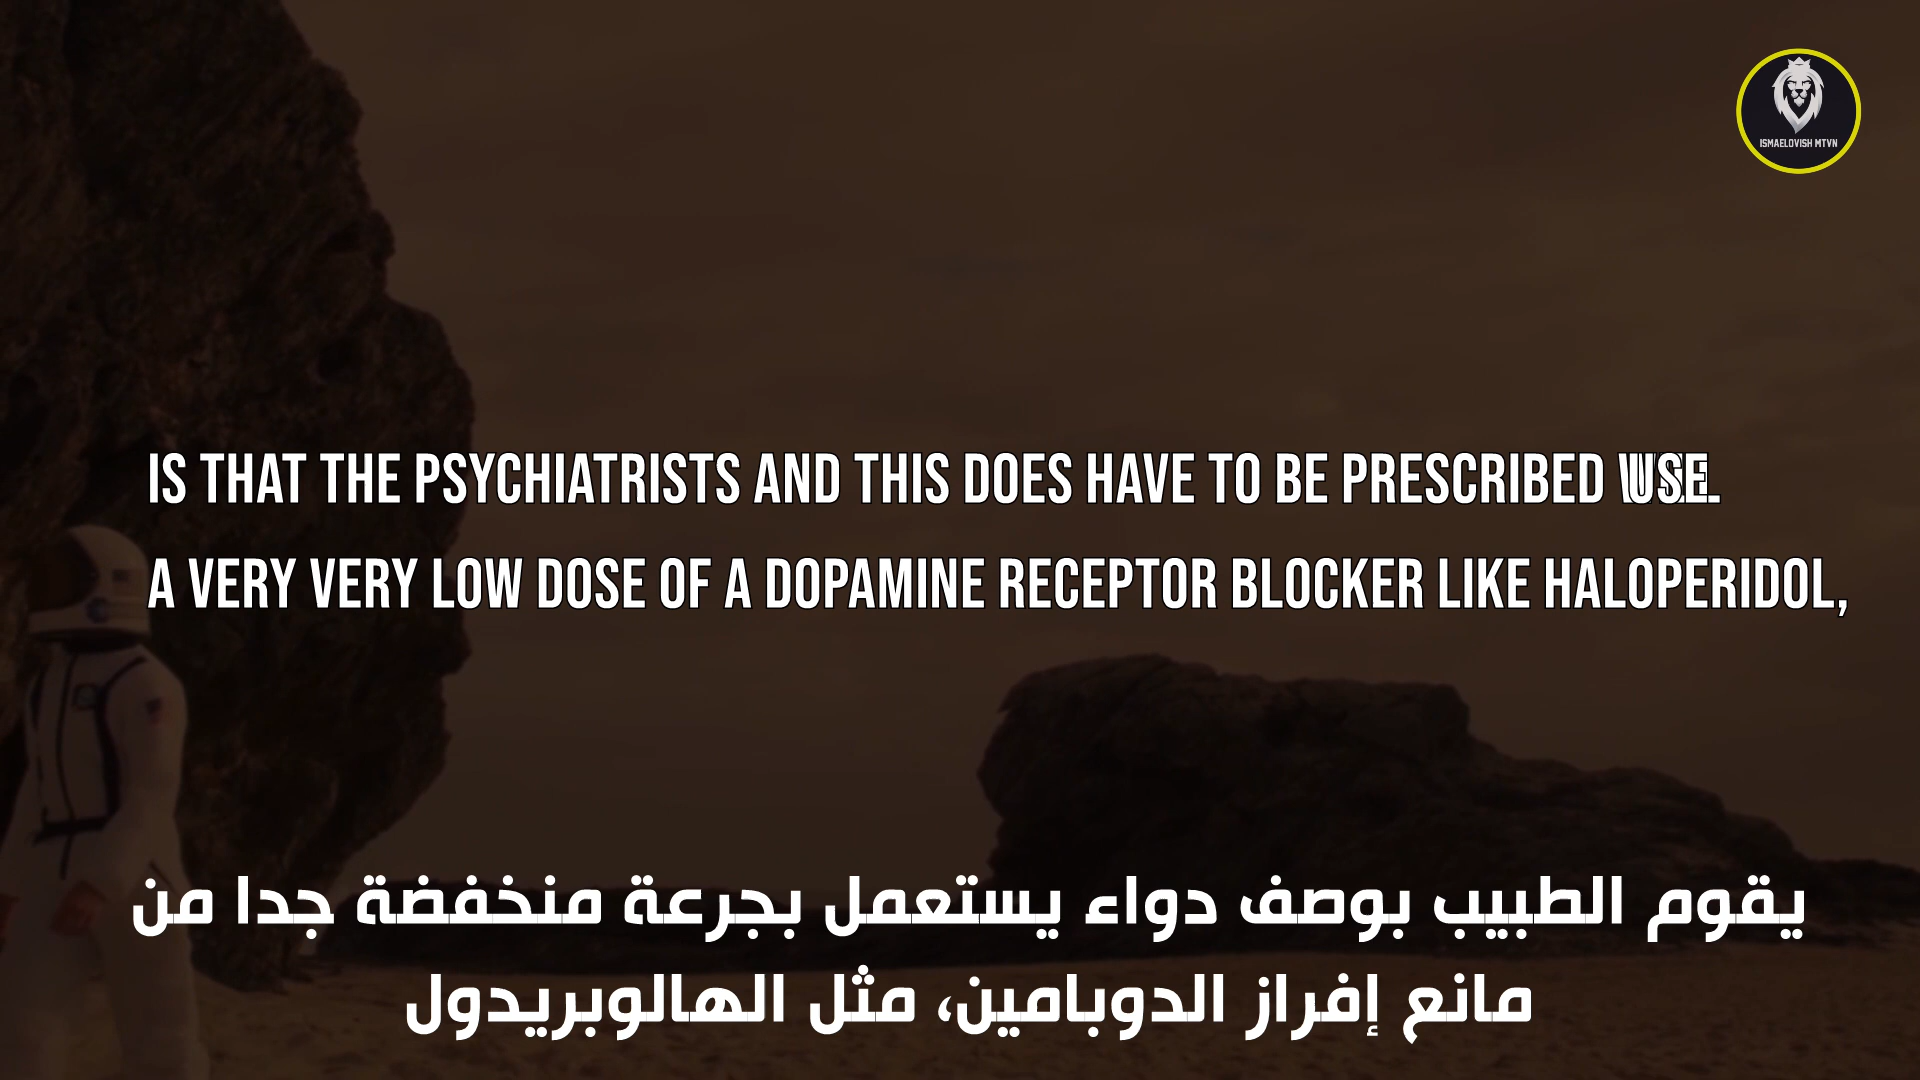 ISMAELOVISH MTVN
IS THAT THE PSYCHIATRISTS AND THIS DOES HAVE TO BE PRESCRIBED
A VERY VERY LOW DOSE OF A DOPAMINE RECEPTOR BLOCKER LIKE HALOPERIDOL,
يقوم الطبيب بوصف دواء يستعمل بجرعة منخفضة جدا من
مانع إفراز الدوبامين، مثل الهالوبريدول